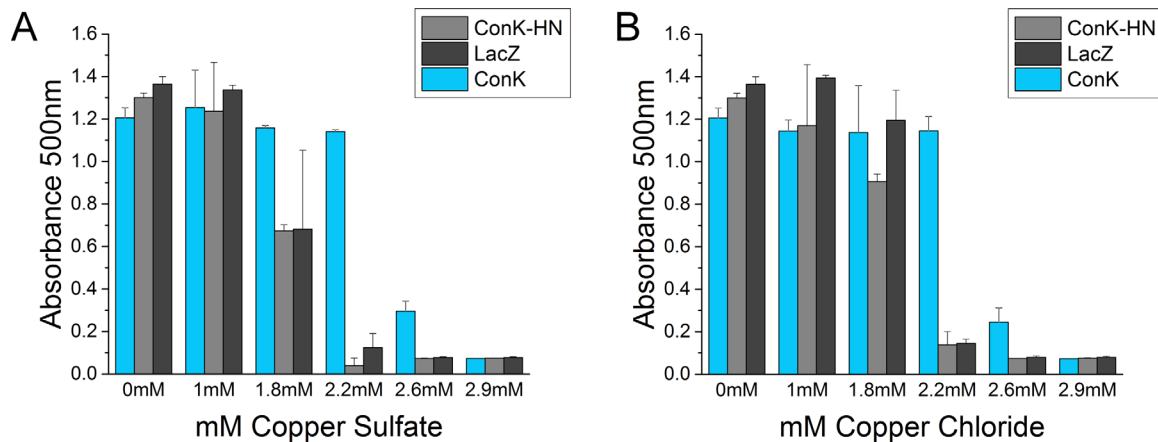 A
ConK-HN
LacZ
ConK
Absorbance 500nm
1.6
1.4
1.2
1.0
0.8
0.6
0.4
0.2
0.0
0mM 1mM 1.8mM 2.2mM 2.6mM 2.9mM
mM Copper Sulfate
B
ConK-HN
LacZ
ConK
Absorbance 500nm
1.6
1.4
1.2
1.0
0.8
0.6
0.4
0.2
0.0
0mM 1mM 1.8mM 2.2mM 2.6mM 2.9mM
mM Copper Chloride